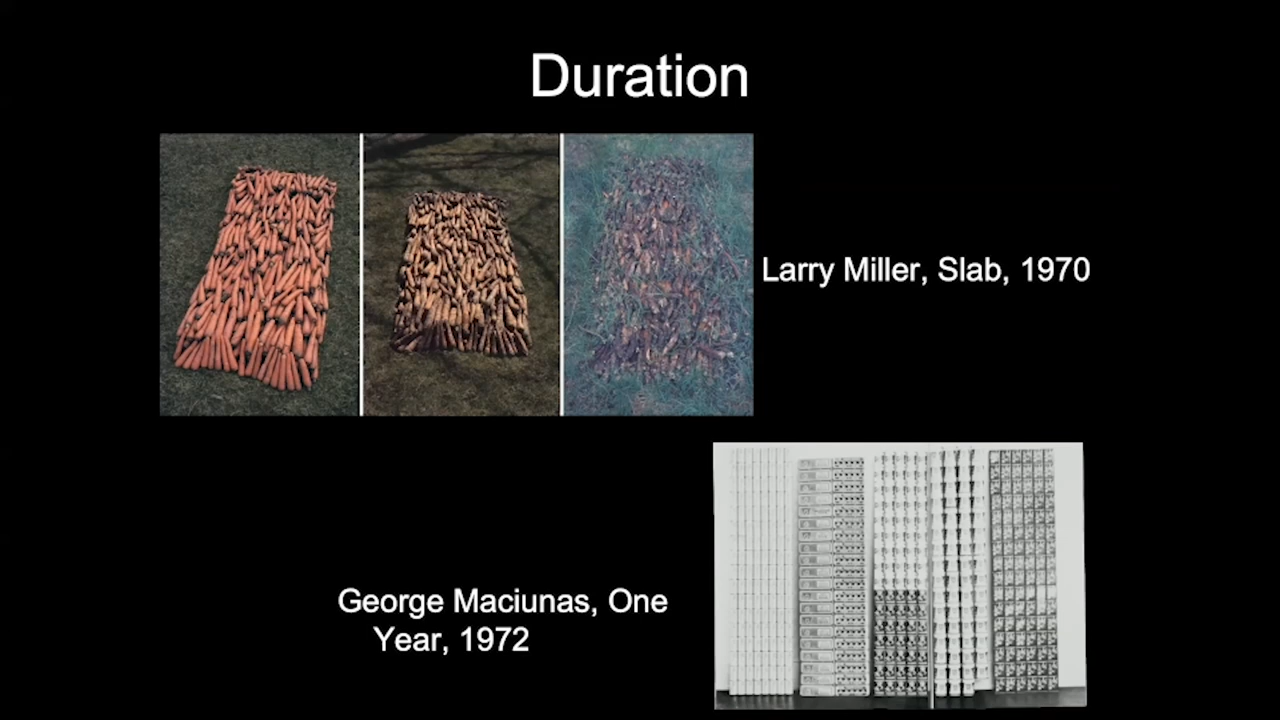 Duration
Larry Miller, Slab, 1970
George Maciunas, One
Year, 1972